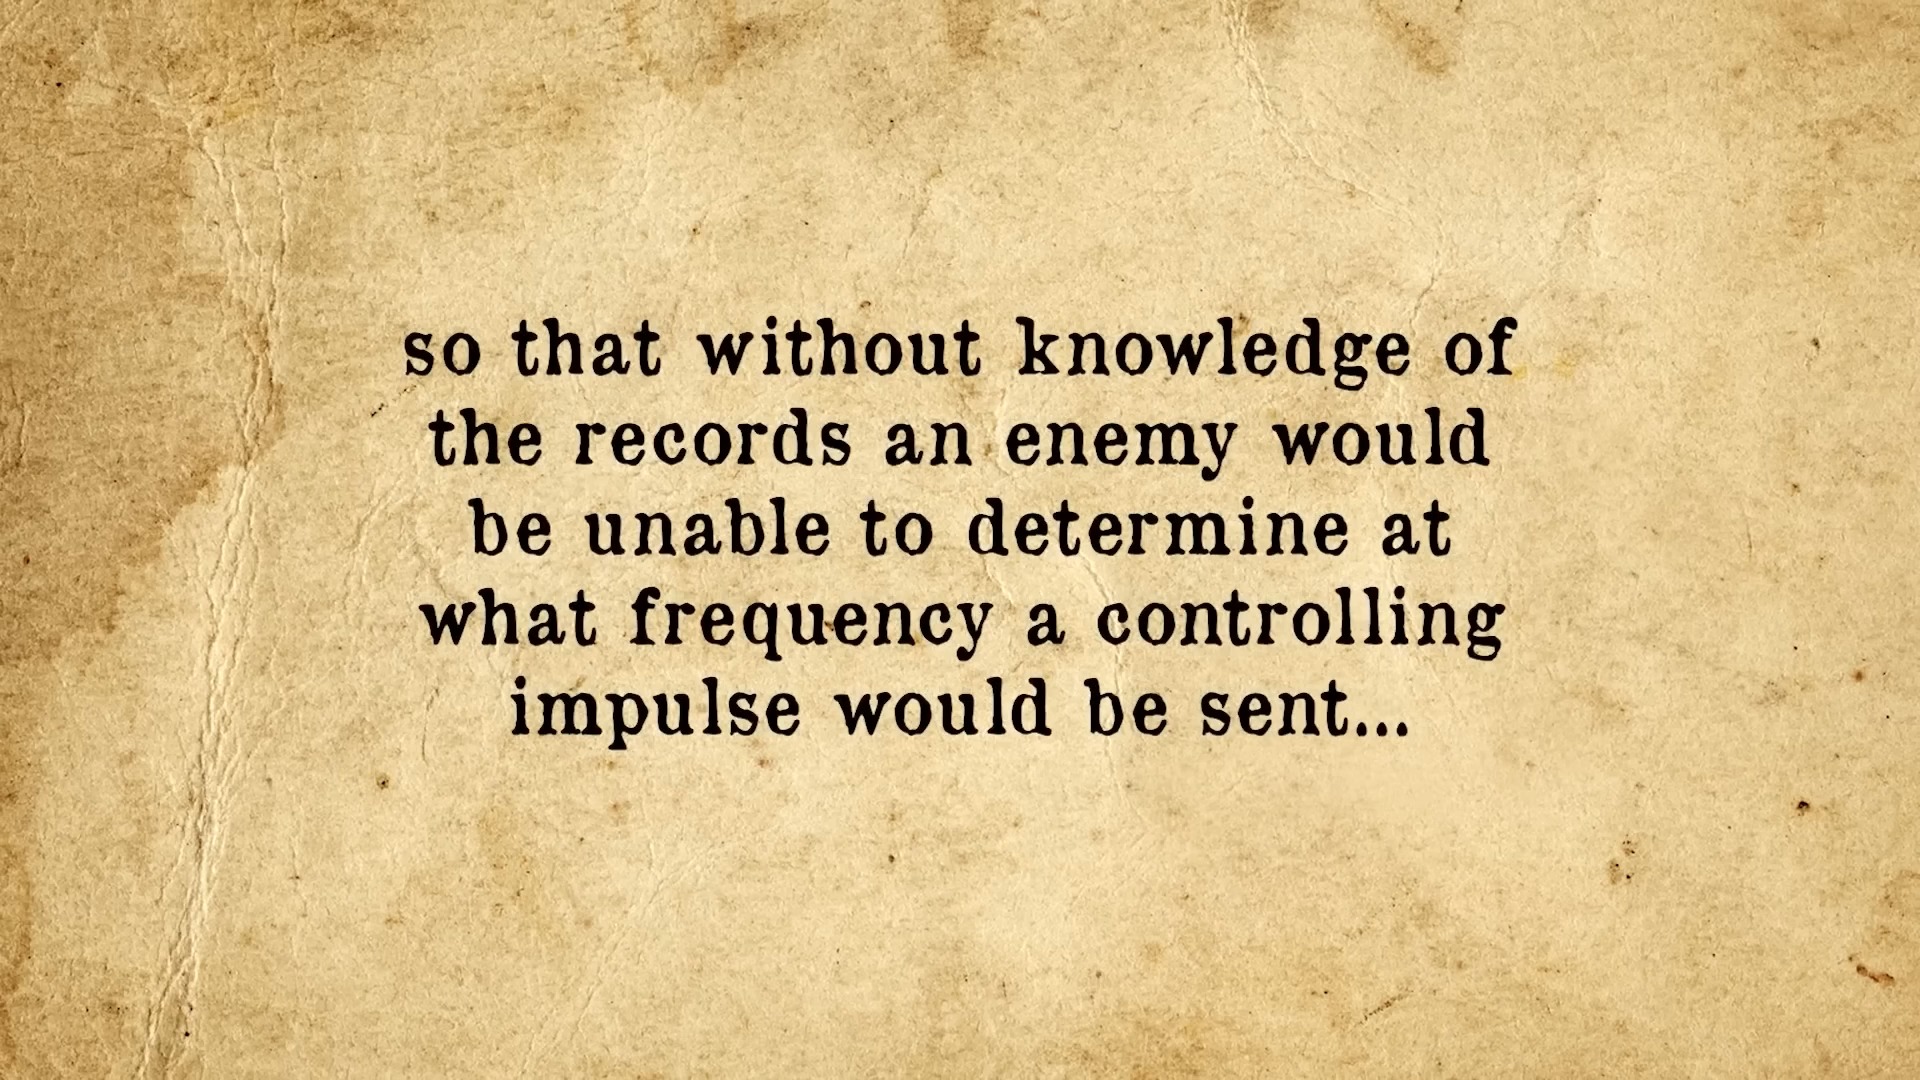 so that without knowledge of
the records an enemy would
be unable to determine at
what frequency a controlling
impulse would be sent...